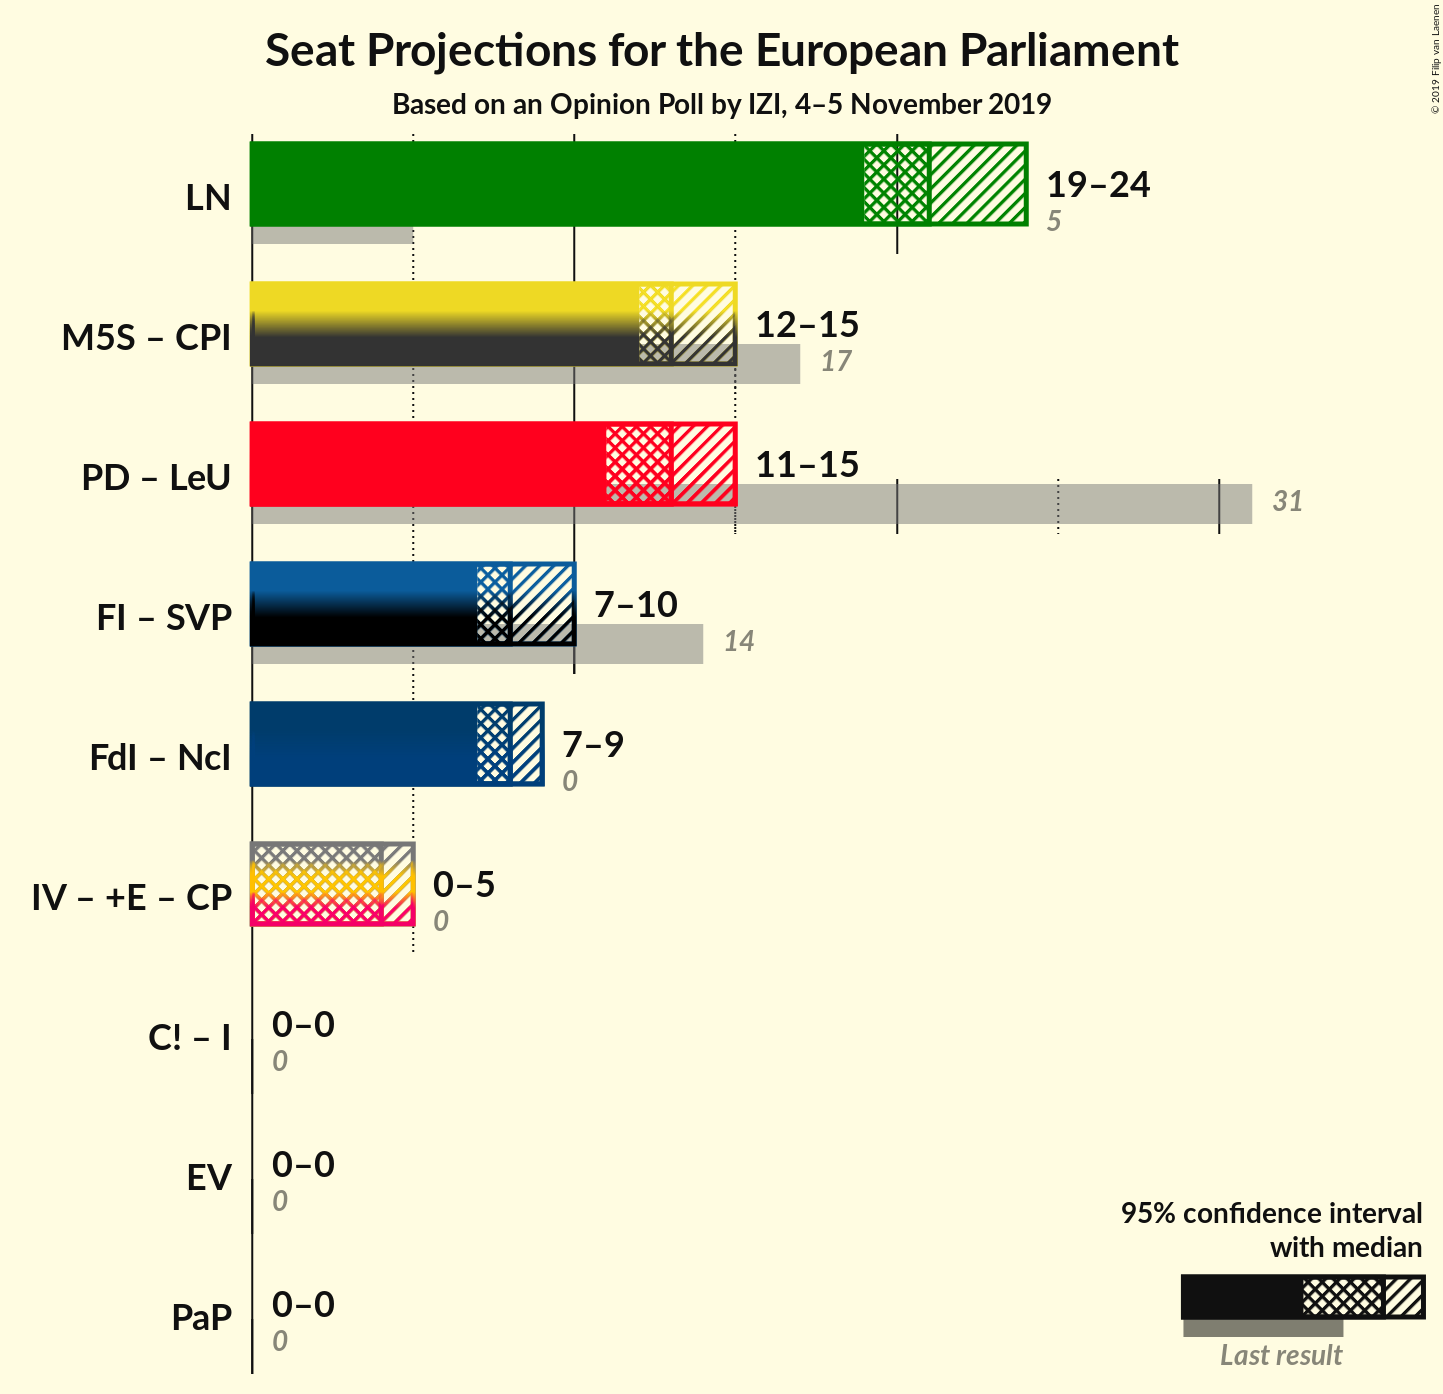 Seat Projections for the European Parliament
Based on an Opinion Poll by IZI, 4–5 November 2019
© 2019 Filip van Laenen
LN
19–24
5
M5S – CPI
12–15
17
PD – LeU
11–15
31
FI – SVP
7–10
14
FdI – NcI
7–9
0
IV – +E – CP
0–5
0
C! – I
0–0
0
EV
0–0
0
PaP
0–0
0
95% confidence interval
with median
Last result